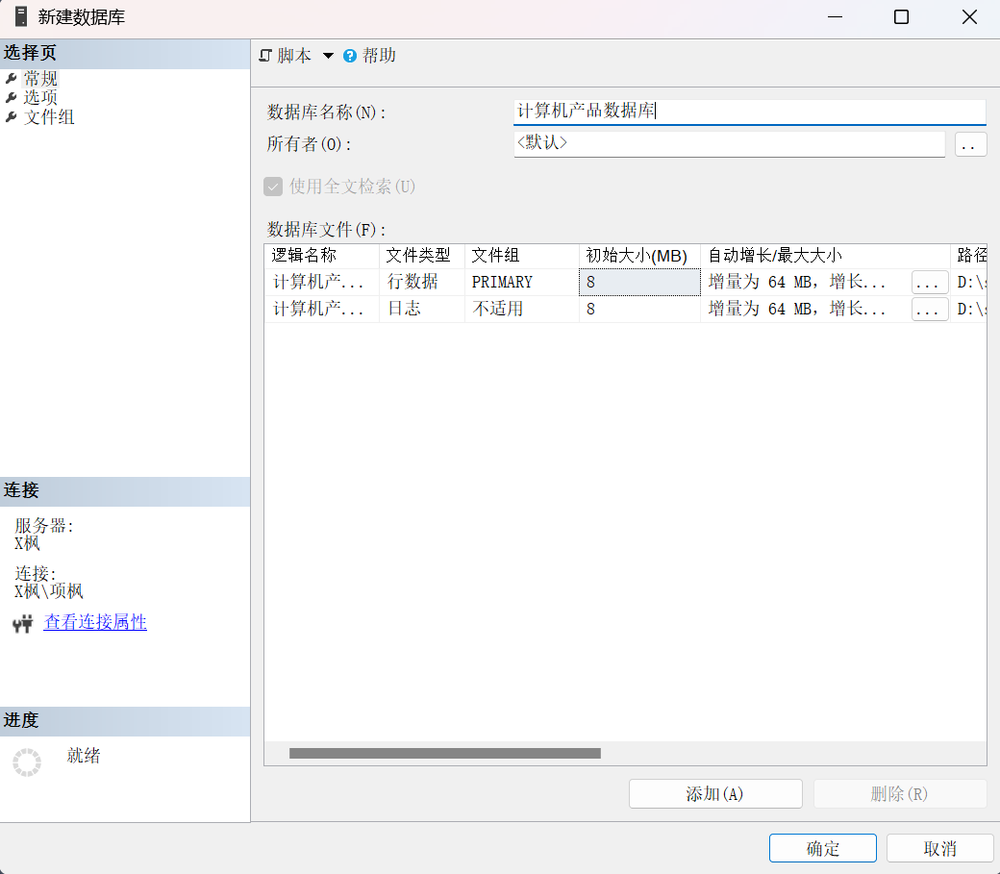 新建数据库
选择页
常规
选项
文件组
脚本 帮助
数据库名称(N):
计算机产品数据库
所有者(O):
<默认>
..
使用全文检索(U)
数据库文件(F):
逻辑名称 文件类型 文件组 初始大小(MB) 自动增长/最大大小 路径
计算机产... 行数据 PRIMARY 8 增量为 64 MB，增长... ... D:\s
计算机产... 日志 不适用 8 增量为 64 MB，增长... ... D:\s
连接
服务器:
X枫
连接:
X枫\项枫
查看连接属性
进度
就绪
添加(A) 删除(R)
确定 取消